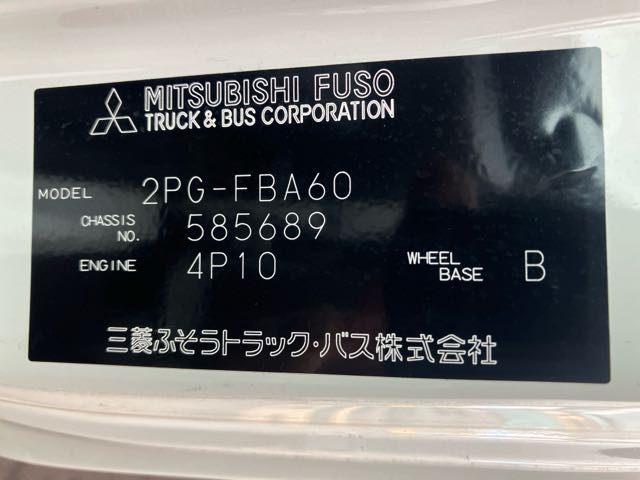 MITSUBISHI FUSO
TRUCK & BUS CORPORATION
MODEL 2PG-FBA60
CHASSIS NO. 585689
ENGINE 4P10 WHEEL BASE B
三菱ふそうトラック・バス株式会社